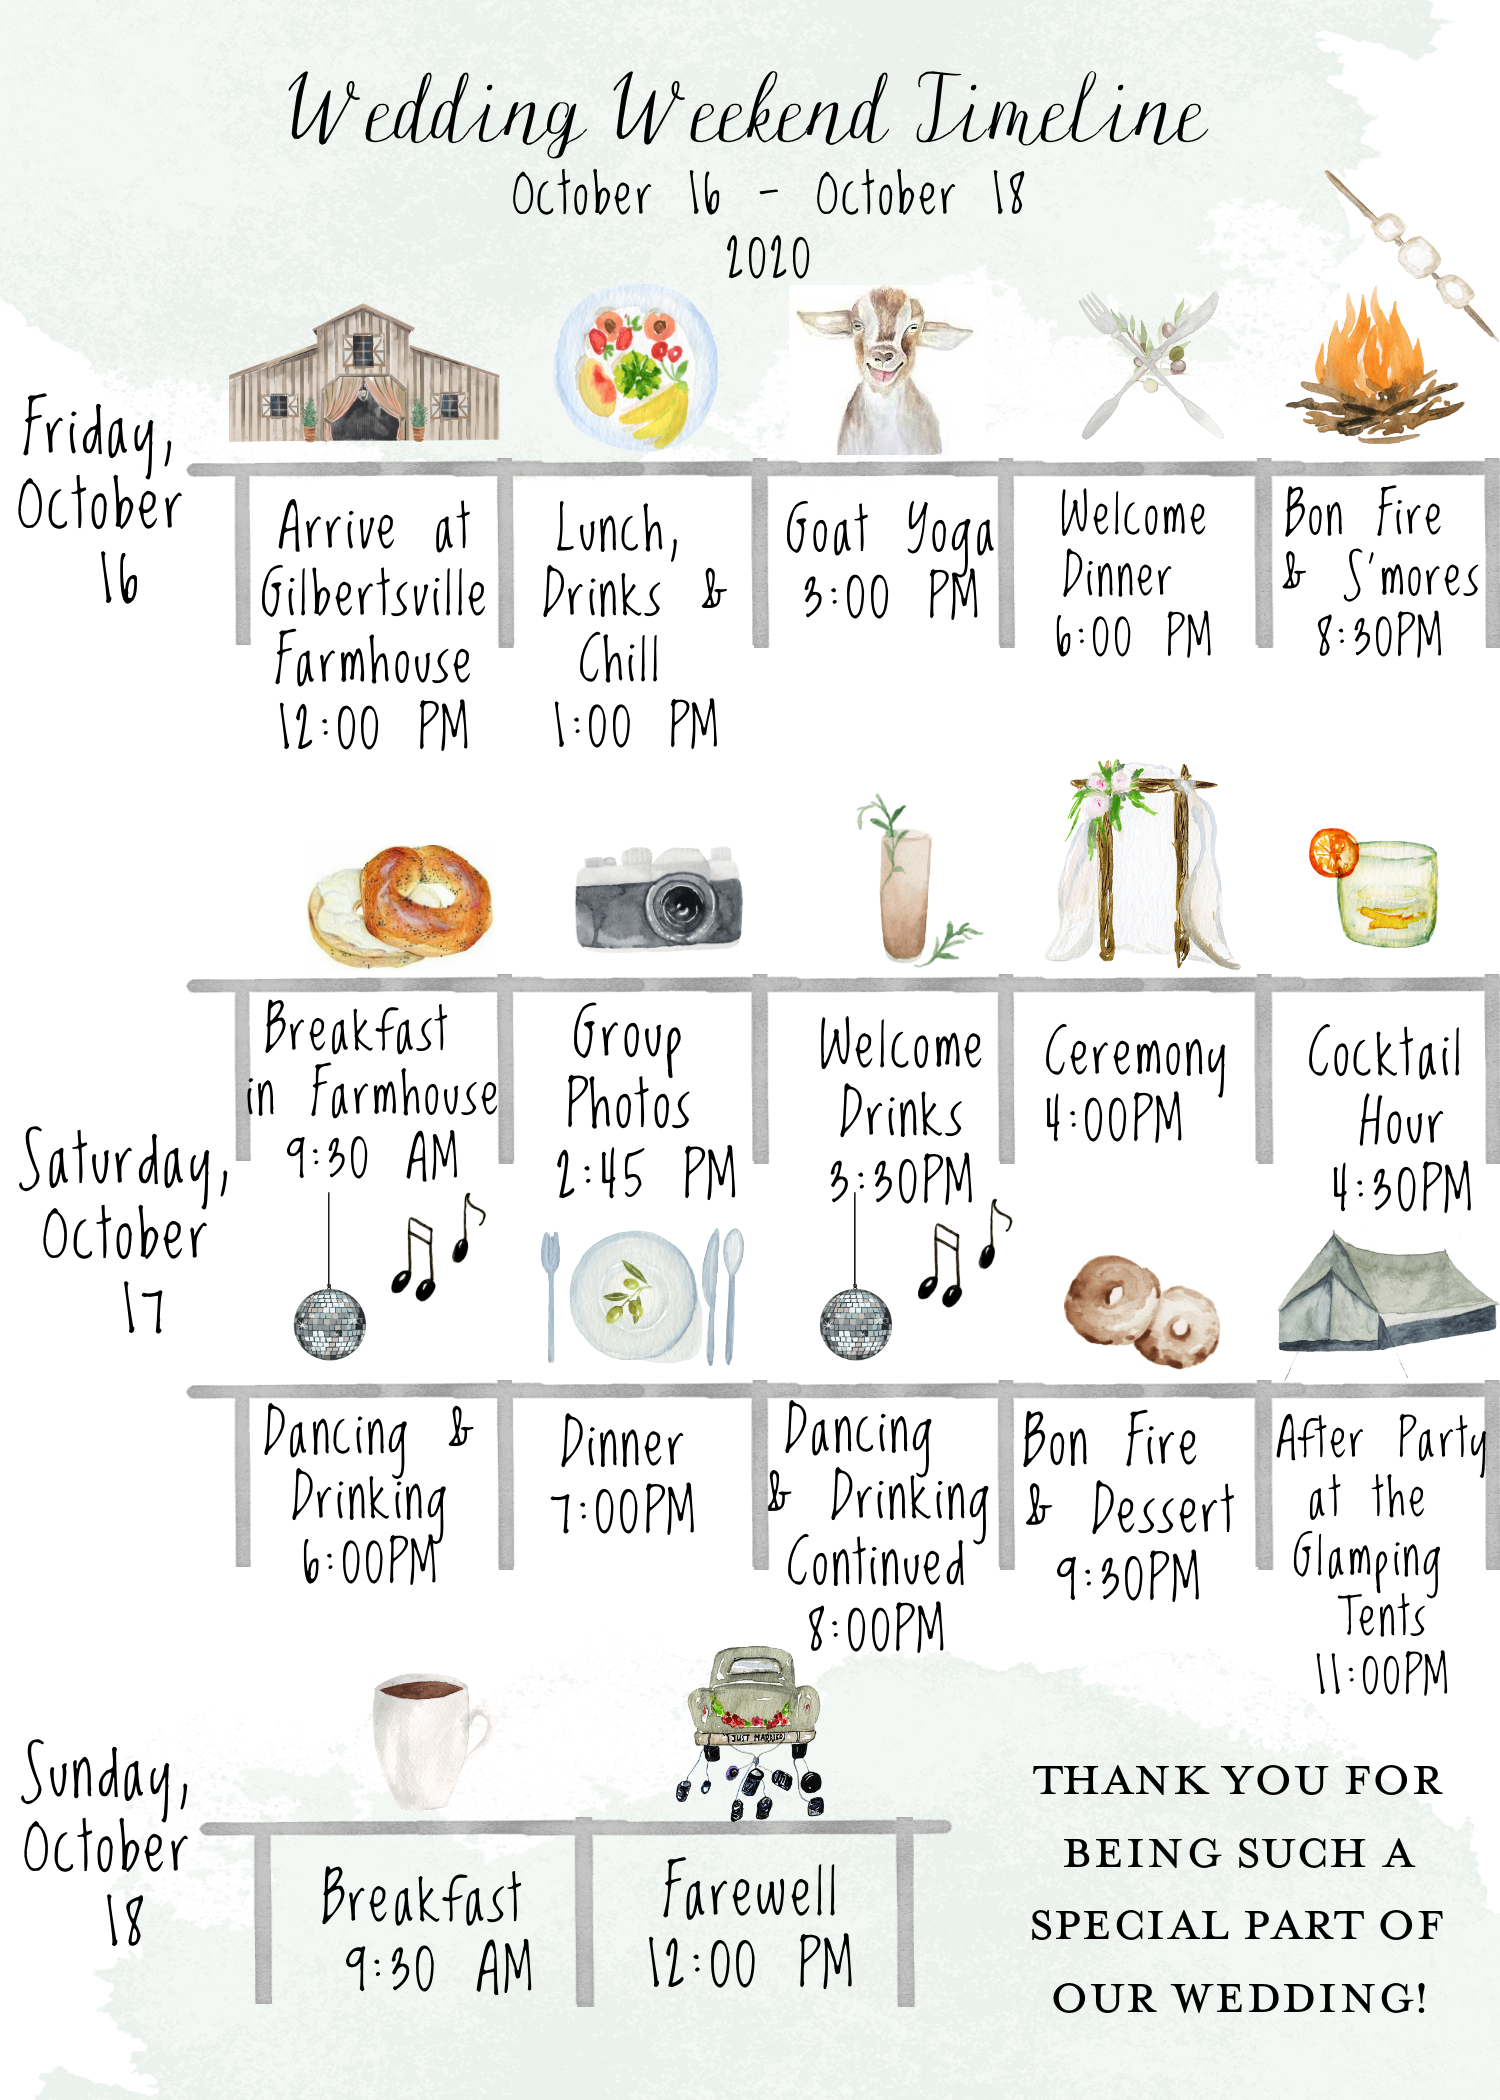 Wedding Weekend Timeline
October 16 - October 18
2020
Friday,
October
16
Arrive at
Gilbertsville
Farmhouse
12:00 PM
Lunch,
Drinks &
Chill
1:00 PM
Goat Yoga
3:00 PM
Welcome
Dinner
6:00 PM
Bon Fire
& S'mores
8:30PM
Saturday,
October
17
Breakfast
in Farmhouse
9:30 AM
Group
Photos
2:45 PM
Welcome
Drinks
3:30PM
Ceremony
4:00PM
Cocktail
Hour
4:30PM
Dancing &
Drinking
6:00PM
Dinner
7:00PM
Dancing
& Drinking
Continued
8:00PM
Bon Fire
& Dessert
9:30PM
After Party
at the
Glamping
Tents
11:00PM
Sunday,
October
18
Breakfast
9:30 AM
JUST MARRIED
Farewell
12:00 PM
THANK YOU FOR
BEING SUCH A
SPECIAL PART OF
OUR WEDDING!